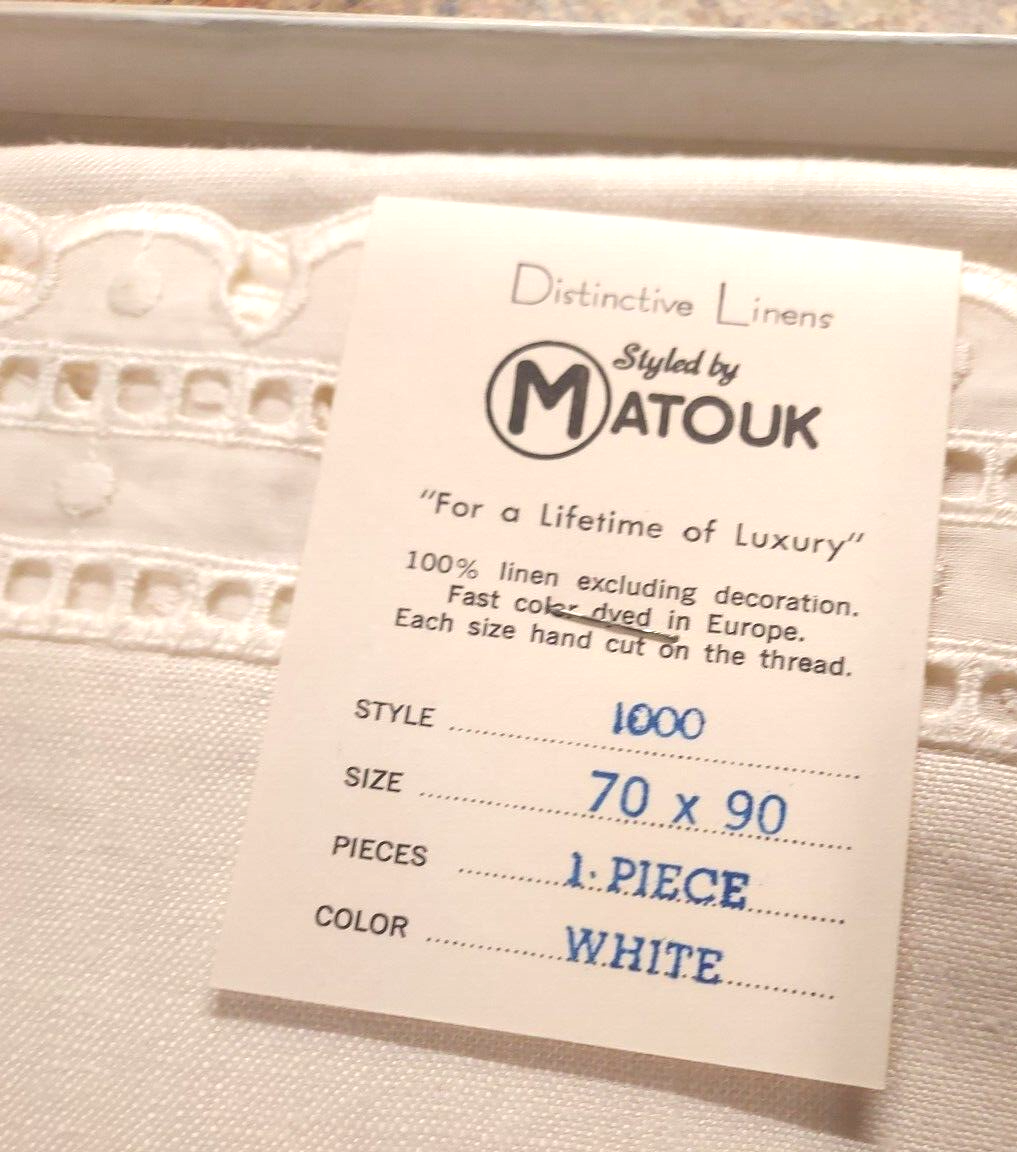 Distinctive Linens
Styled by
MATOUK
"For a Lifetime of Luxury"
100% linen excluding decoration.
Fast color dyed in Europe.
Each size hand cut on the thread.
STYLE 1000
SIZE 70 x 90
PIECES 1 PIECE
COLOR WHITE